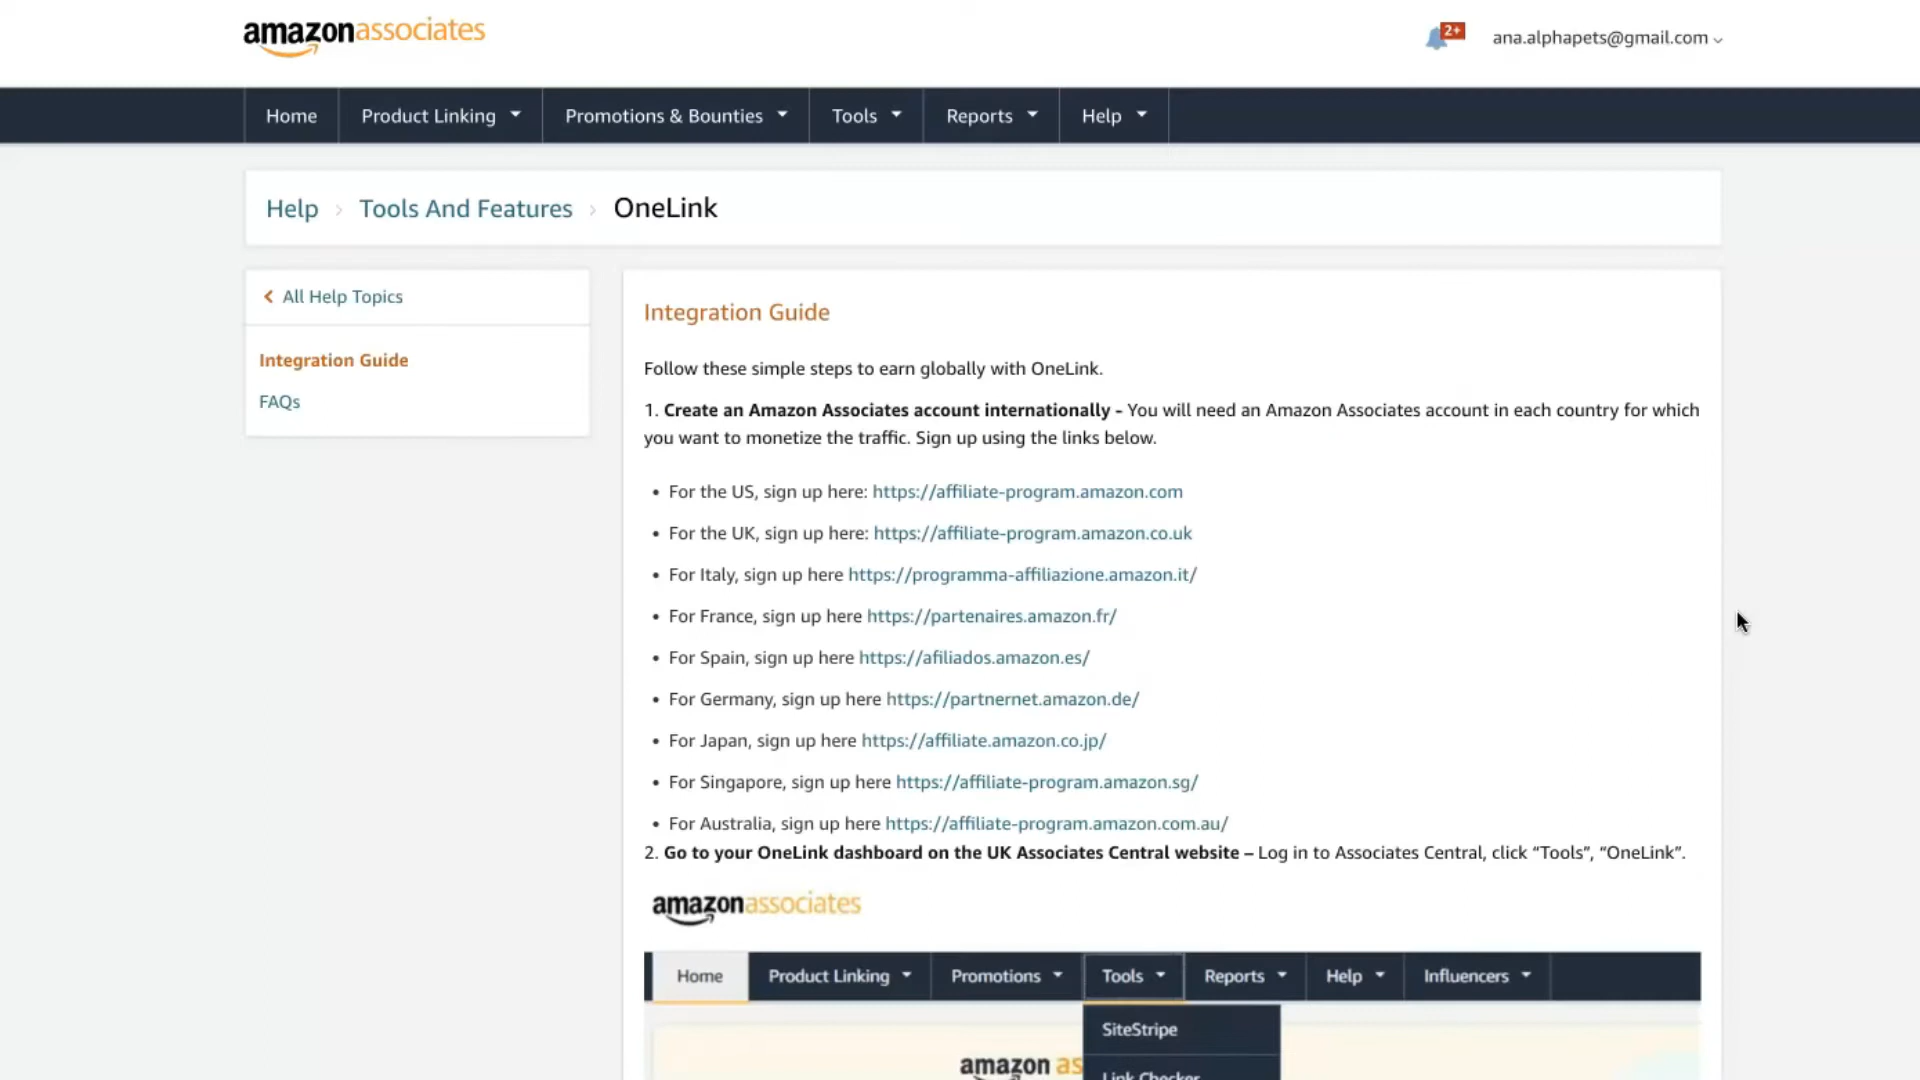 amazonassociates
2+
ana.alphapets@gmail.com
Home Product Linking Promotions & Bounties Tools Reports Help
Help › Tools And Features › OneLink
All Help Topics
Integration Guide
FAQs
Integration Guide
Follow these simple steps to earn globally with OneLink.
1. Create an Amazon Associates account internationally - You will need an Amazon Associates account in each country for which
you want to monetize the traffic. Sign up using the links below.
• For the US, sign up here: https://affiliate-program.amazon.com
• For the UK, sign up here: https://affiliate-program.amazon.co.uk
• For Italy, sign up here https://programma-affiliazione.amazon.it/
• For France, sign up here https://partenaires.amazon.fr/
• For Spain, sign up here https://afiliados.amazon.es/
• For Germany, sign up here https://partnernet.amazon.de/
• For Japan, sign up here https://affiliate.amazon.co.jp/
• For Singapore, sign up here https://affiliate-program.amazon.sg/
• For Australia, sign up here https://affiliate-program.amazon.com.au/
2. Go to your OneLink dashboard on the UK Associates Central website – Log in to Associates Central, click “Tools”, “OneLink”.
amazonassociates
Home Product Linking Promotions Tools Reports Help Influencers
SiteStripe
amazon as
Link Checker